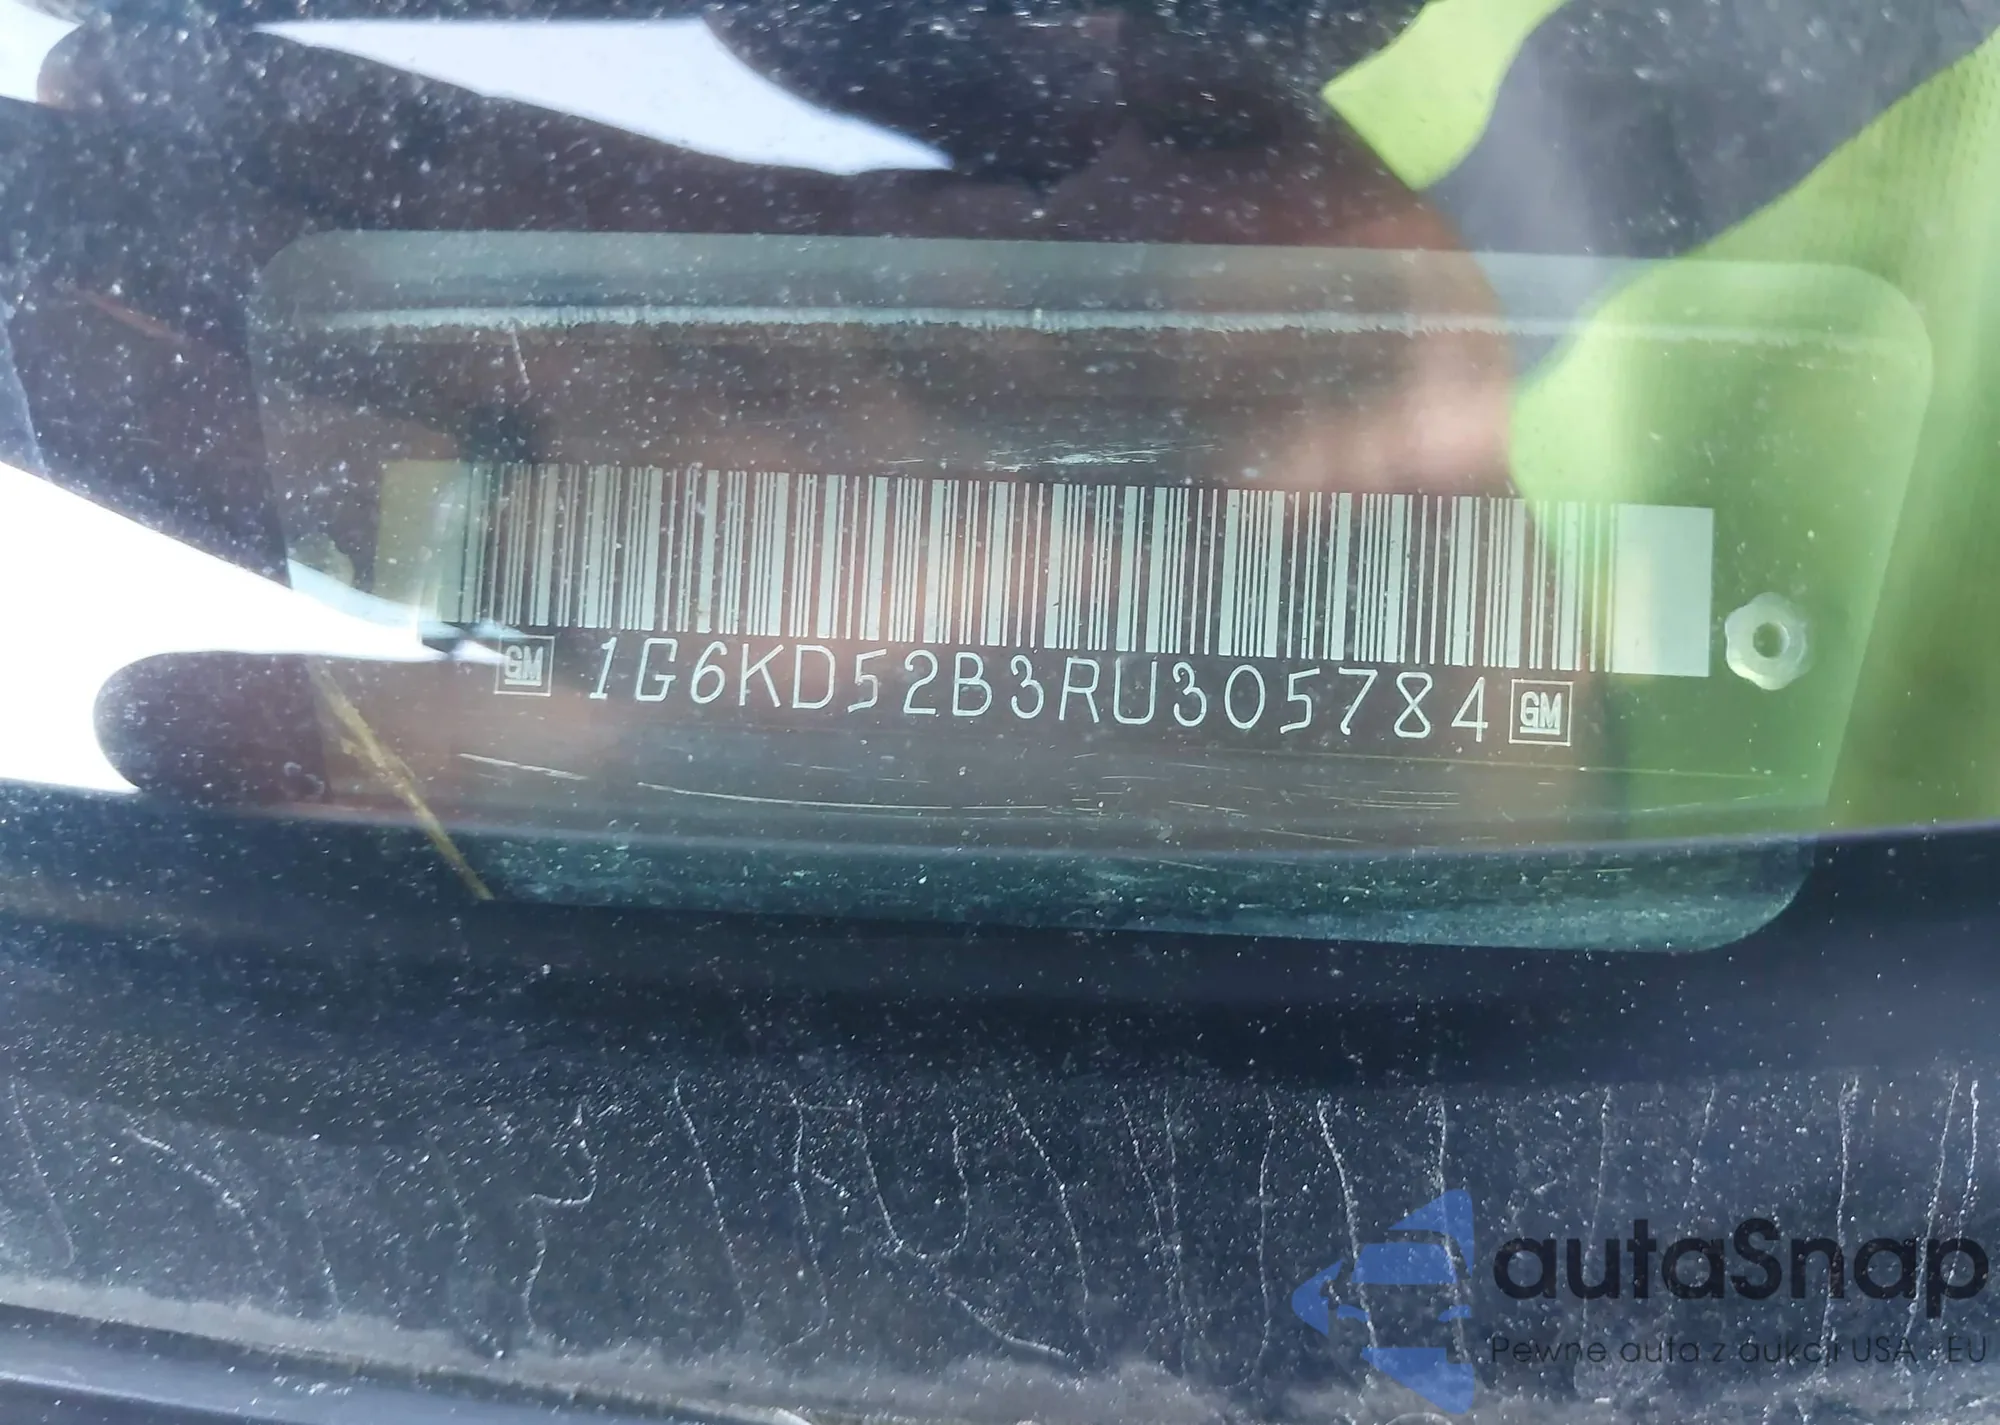 GM 1G6KD52B3RU305784 GM
autaSnap
Pewne auta z aukcji USA i EU